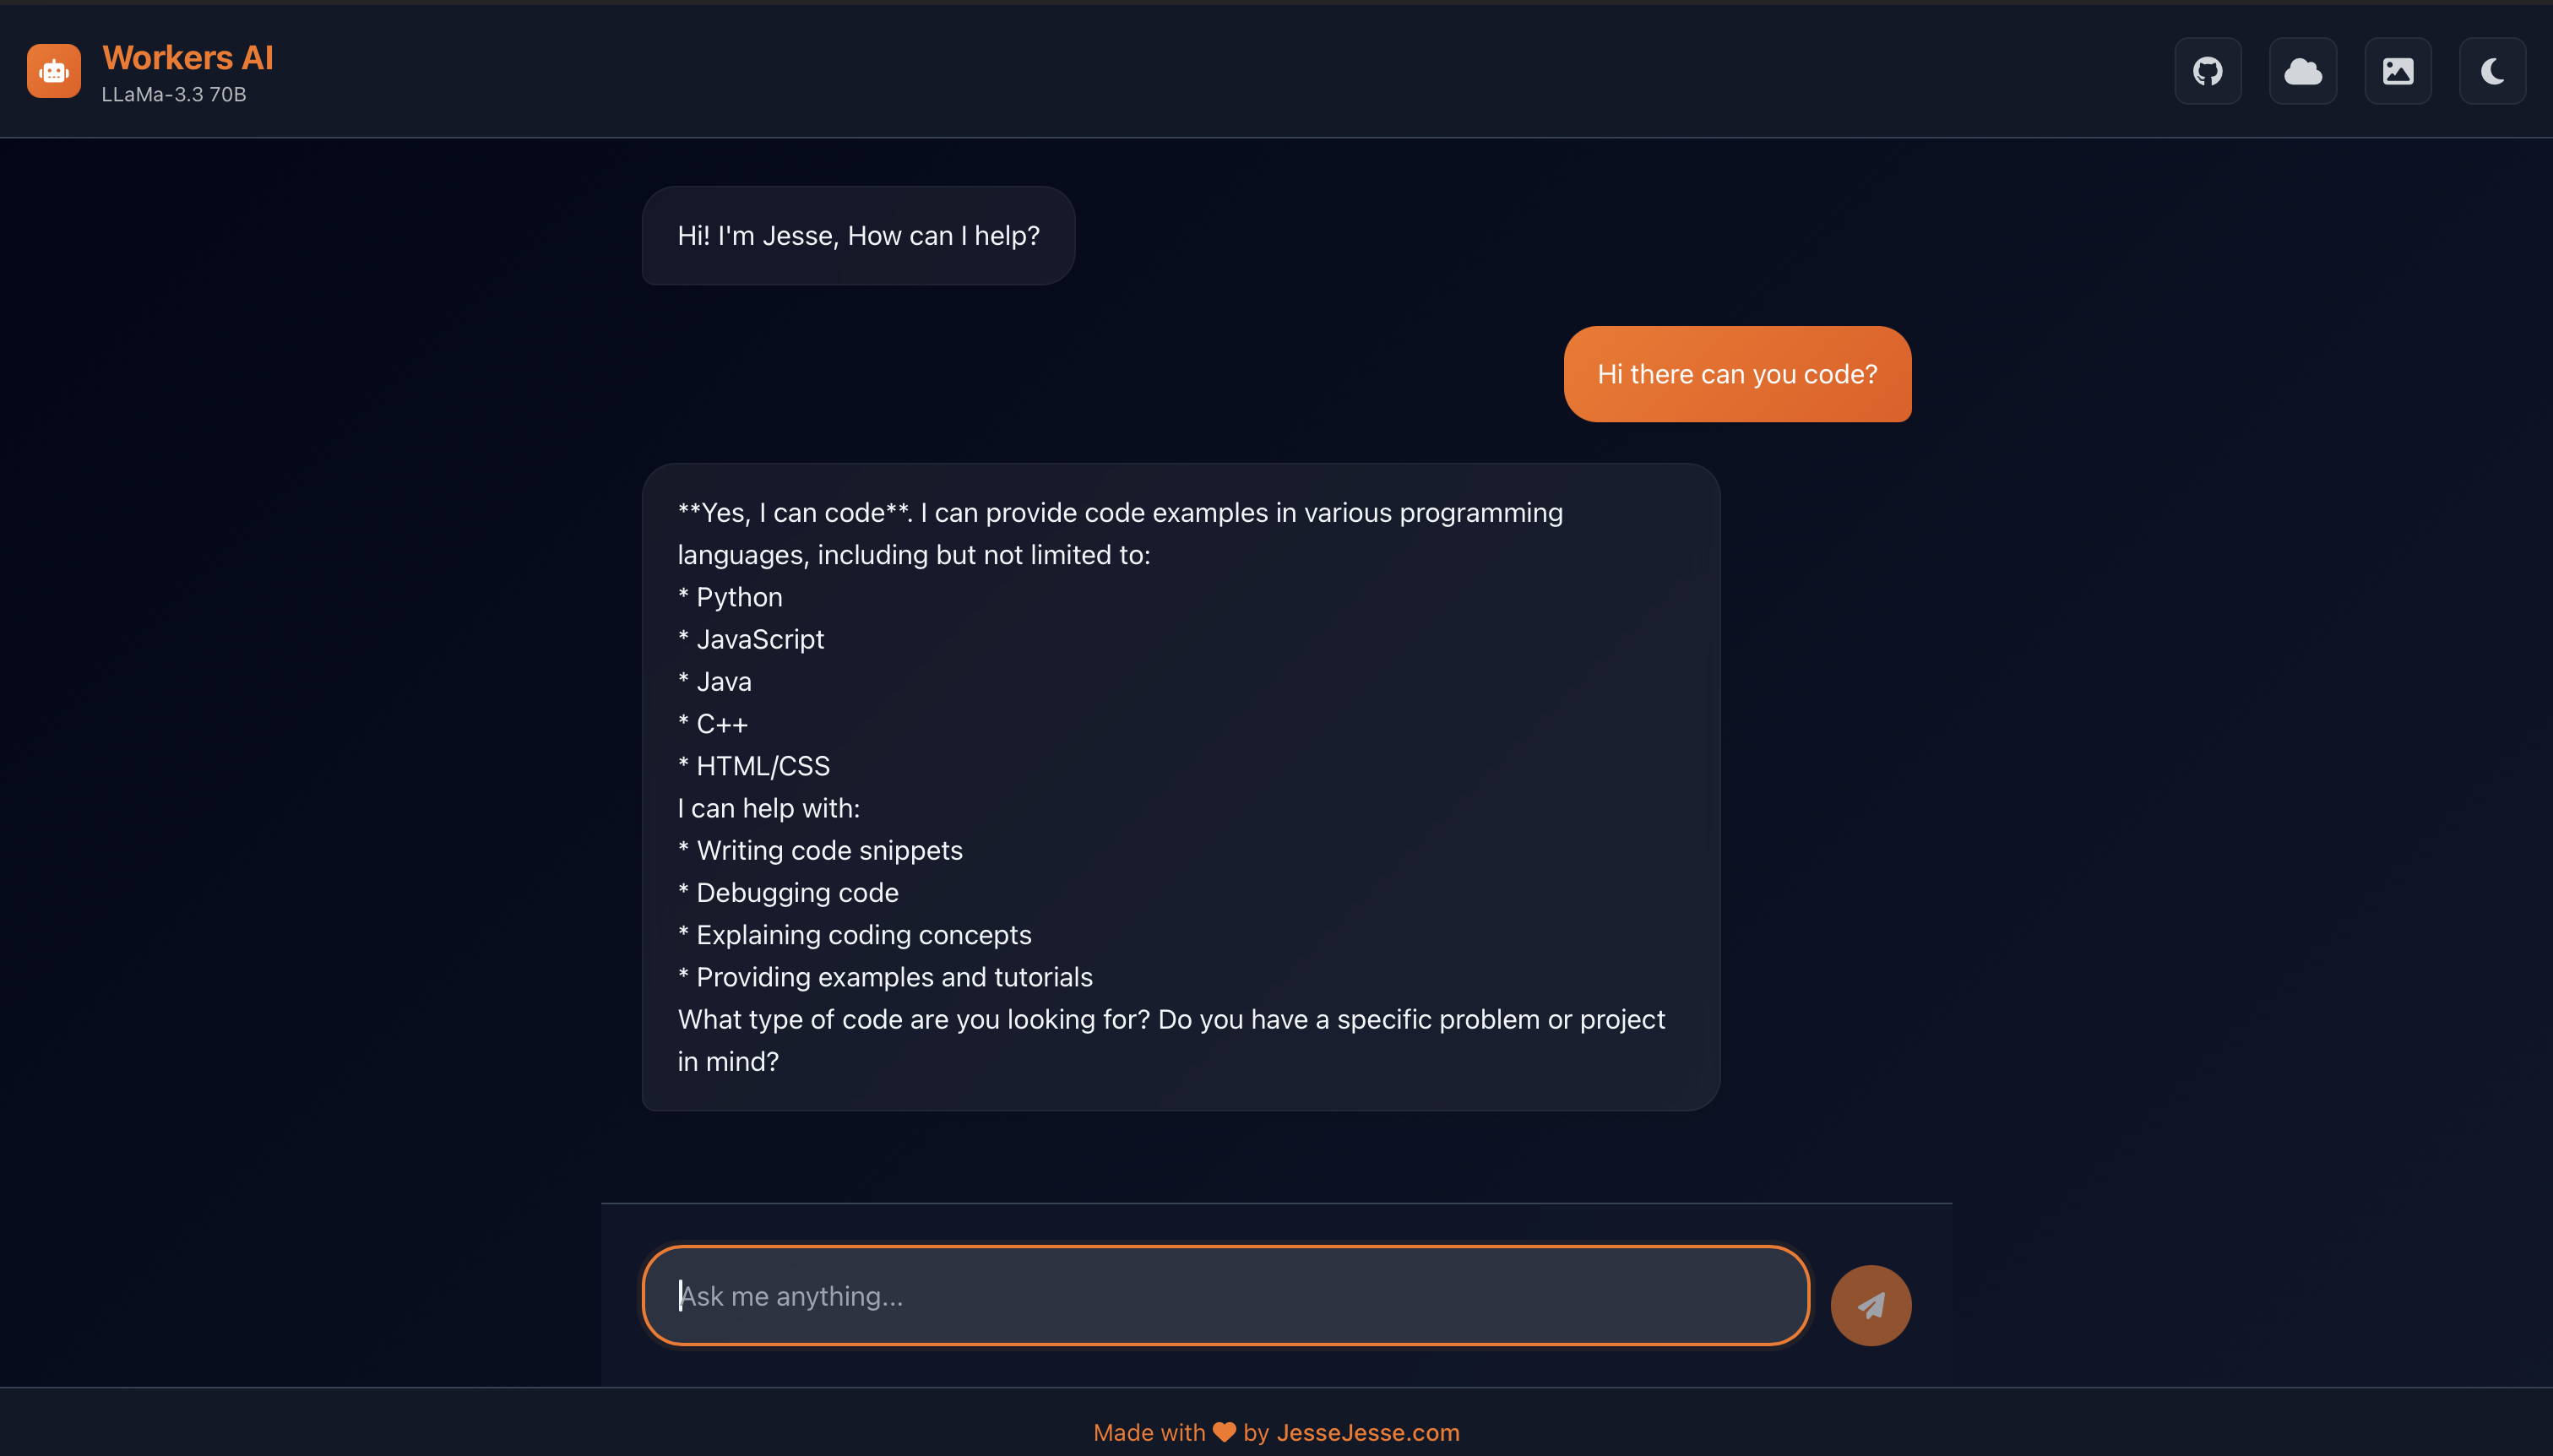 Workers AI
LLaMa-3.3 70B
Hi! I'm Jesse, How can I help?
Hi there can you code?
**Yes, I can code**. I can provide code examples in various programming
languages, including but not limited to:
* Python
* JavaScript
* Java
* C++
* HTML/CSS
I can help with:
* Writing code snippets
* Debugging code
* Explaining coding concepts
* Providing examples and tutorials
What type of code are you looking for? Do you have a specific problem or project
in mind?
Ask me anything...
Made with 🧡 by JesseJesse.com